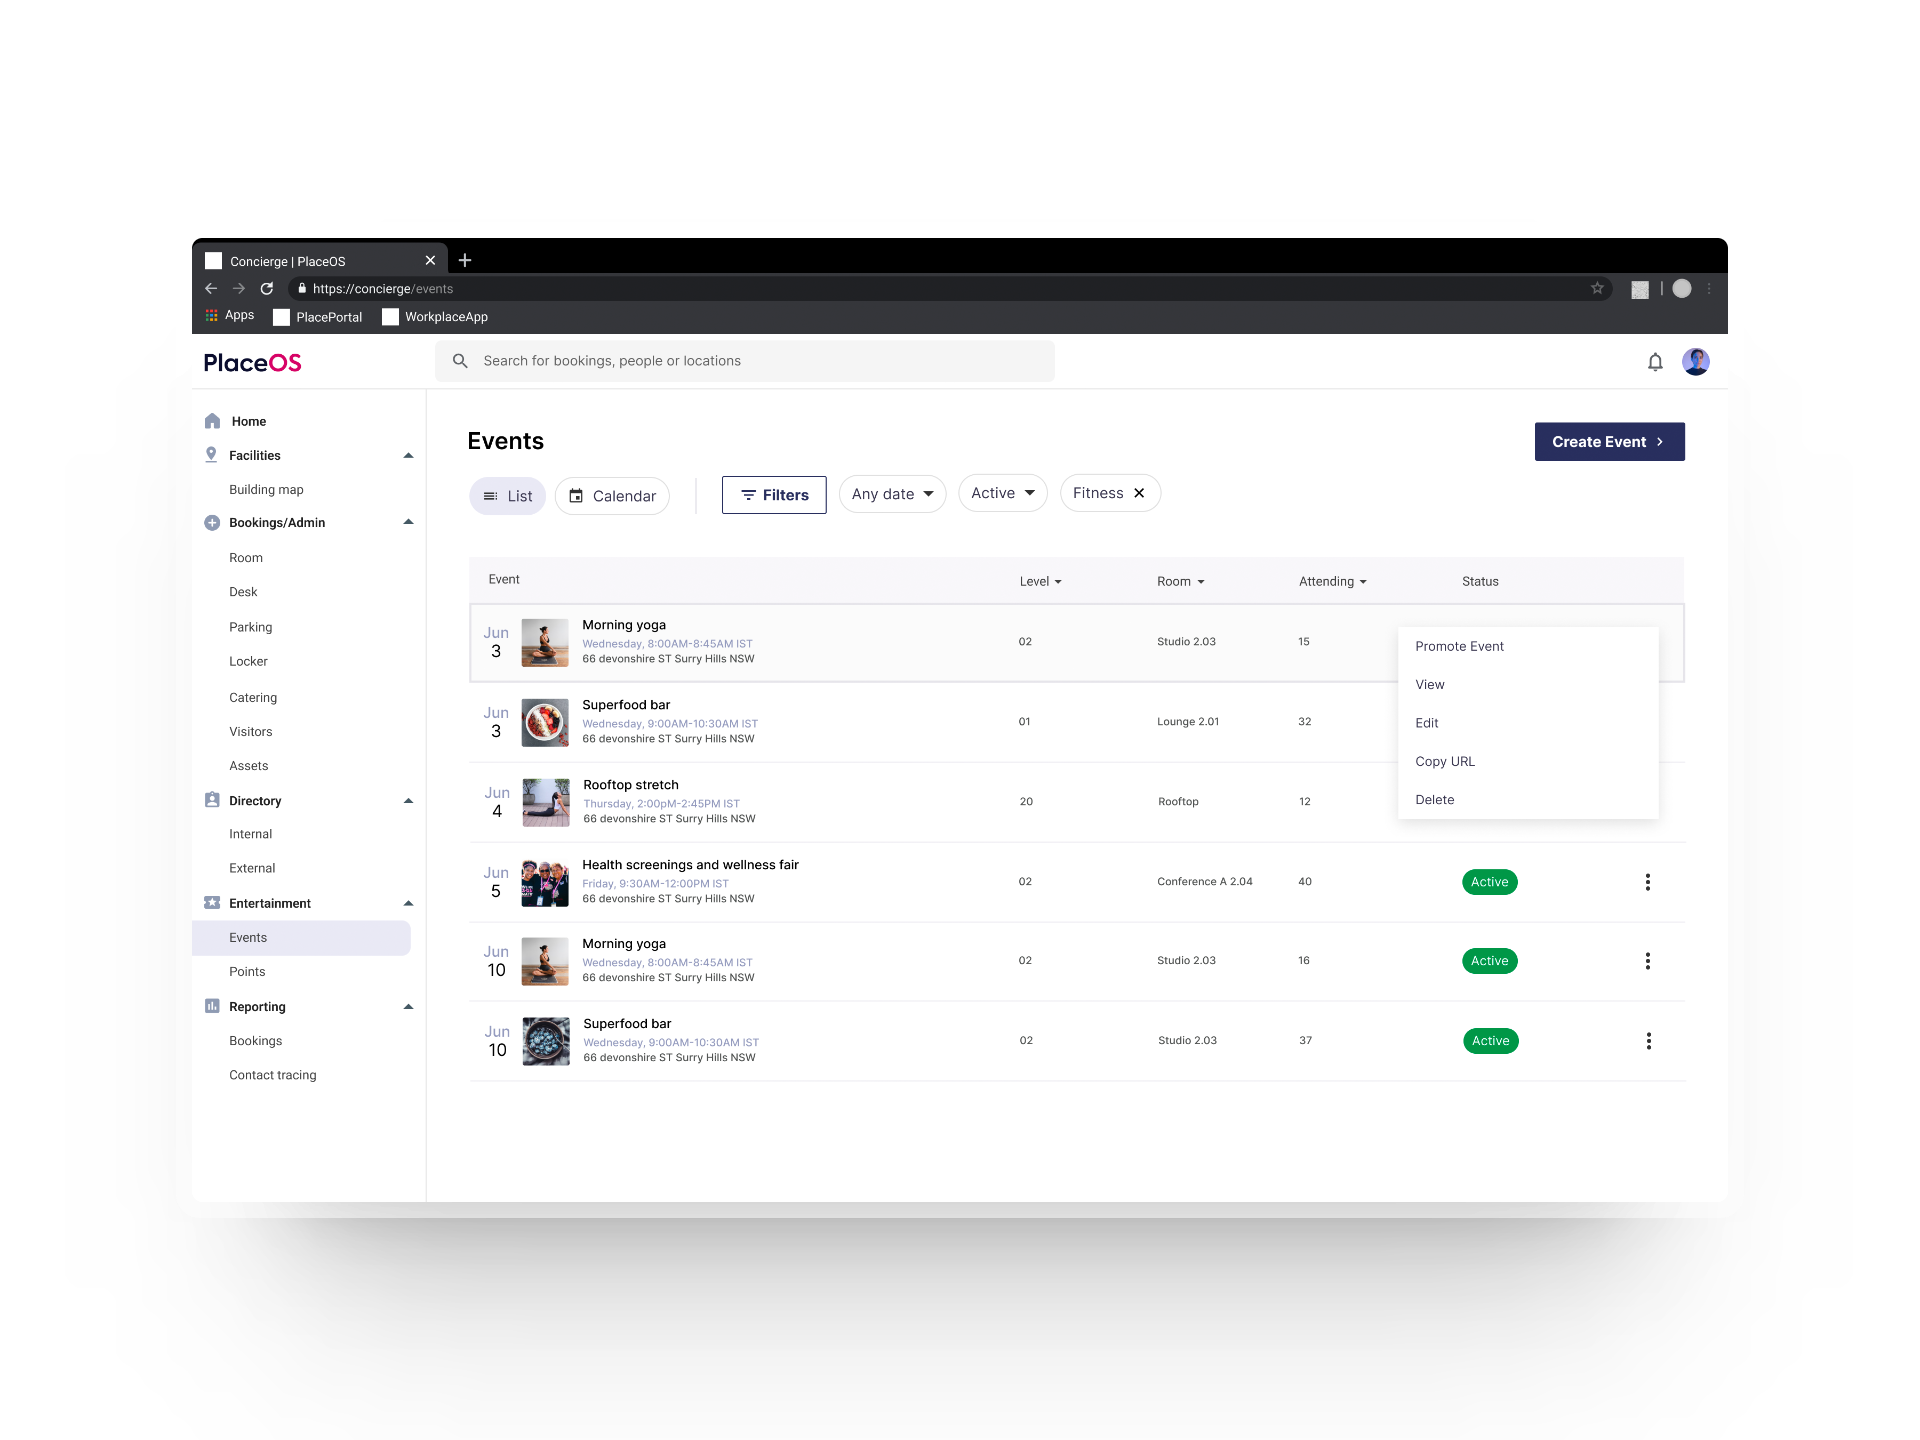 Concierge | PlaceOS
https://concierge/events
Apps PlacePortal WorkplaceApp
PlaceOS
Search for bookings, people or locations
Home
Facilities
Building map
Bookings/Admin
Room
Desk
Parking
Locker
Catering
Visitors
Assets
Directory
Internal
External
Entertainment
Events
Points
Reporting
Bookings
Contact tracing
Events
Create Event
List Calendar Filters Any date Active Fitness
Event Level Room Attending Status
Jun
3
Morning yoga
Wednesday, 8:00AM-8:45AM IST
66 devonshire ST Surry Hills NSW
02 Studio 2.03 15
Jun
3
Superfood bar
Wednesday, 9:00AM-10:30AM IST
66 devonshire ST Surry Hills NSW
01 Lounge 2.01 32
Jun
4
Rooftop stretch
Thursday, 2:00pM-2:45PM IST
66 devonshire ST Surry Hills NSW
20 Rooftop 12
Promote Event
View
Edit
Copy URL
Delete
Jun
5
Health screenings and wellness fair
Friday, 9:30AM-12:00PM IST
66 devonshire ST Surry Hills NSW
02 Conference A 2.04 40 Active
Jun
10
Morning yoga
Wednesday, 8:00AM-8:45AM IST
66 devonshire ST Surry Hills NSW
02 Studio 2.03 16 Active
Jun
10
Superfood bar
Wednesday, 9:00AM-10:30AM IST
66 devonshire ST Surry Hills NSW
02 Studio 2.03 37 Active